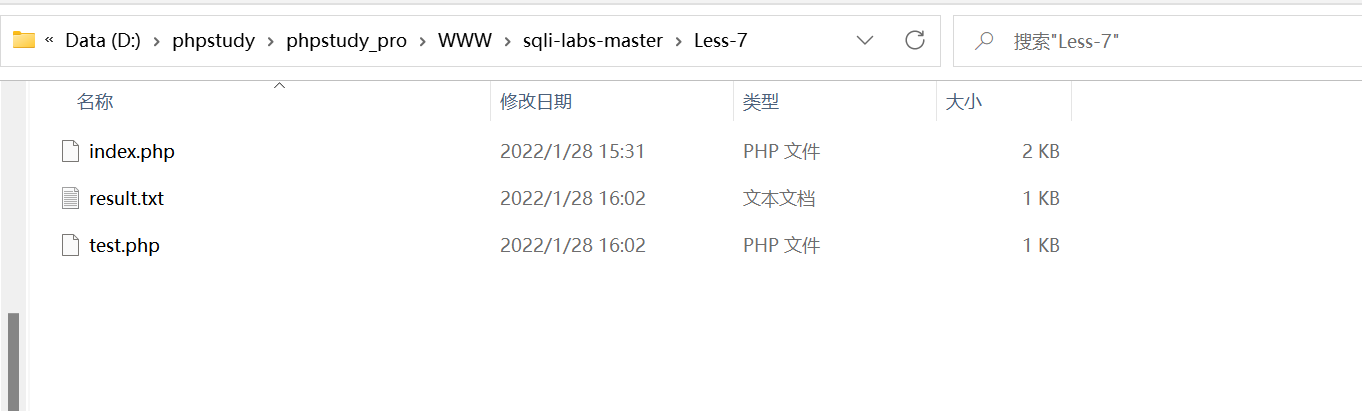 « Data (D:) › phpstudy › phpstudy_pro › WWW › sqli-labs-master › Less-7 搜索"Less-7"
名称 修改日期 类型 大小
index.php 2022/1/28 15:31 PHP 文件 2 KB
result.txt 2022/1/28 16:02 文本文档 1 KB
test.php 2022/1/28 16:02 PHP 文件 1 KB